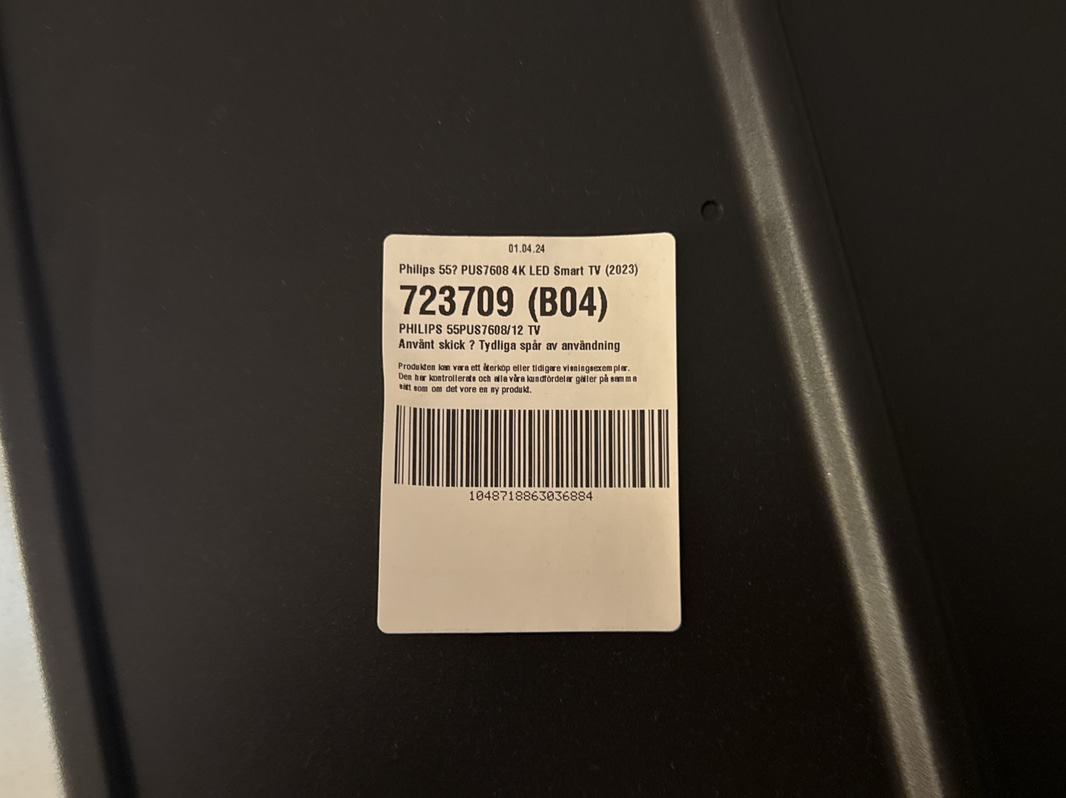 01.04.24
Philips 55? PUS7608 4K LED Smart TV (2023)
723709 (B04)
PHILIPS 55PUS7608/12 TV
Använt skick ? Tydliga spår av användning
Produkten kan vara ett återköp eller tidigare visningsexemplar.
Den har kontrollerats och alla våra kundfördelar gäller på samma
sätt som om det vore en ny produkt.
1048718863036884